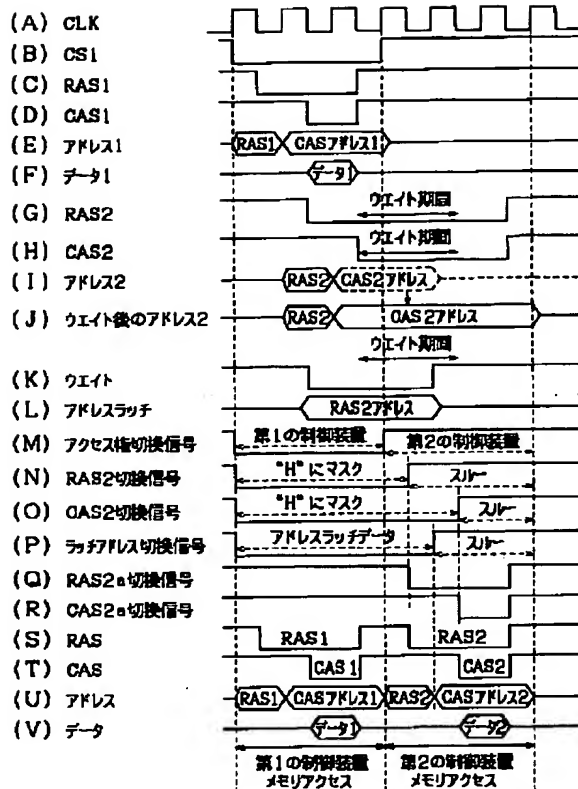 (A) CLK
(B) CS1
(C) RAS1
(D) CAS1
(E) アドレス1 RAS1 CASアドレス1
(F) データ1 データ1
(G) RAS2 ウエイト期間
(H) CAS2 ウエイト期間
(I) アドレス2 RAS2 CAS2アドレス
(J) ウエイト後のアドレス2 RAS2 CAS2アドレス
ウエイト期間
(K) ウエイト
(L) アドレスラッチ RAS2アドレス
(M) アクセス権切換信号 第1の制御装置 第2の制御装置
(N) RAS2切換信号 "H"にマスク スルー
(O) CAS2切換信号 "H"にマスク スルー
(P) ラッチアドレス切換信号 アドレスラッチデータ スルー
(Q) RAS2a切換信号
(R) CAS2a切換信号
(S) RAS RAS1 RAS2
(T) CAS CAS1 CAS2
(U) アドレス RAS1 CASアドレス1 RAS2 CASアドレス2
(V) データ データ1 データ2
第1の制御装置 第2の制御装置
メモリアクセス メモリアクセス